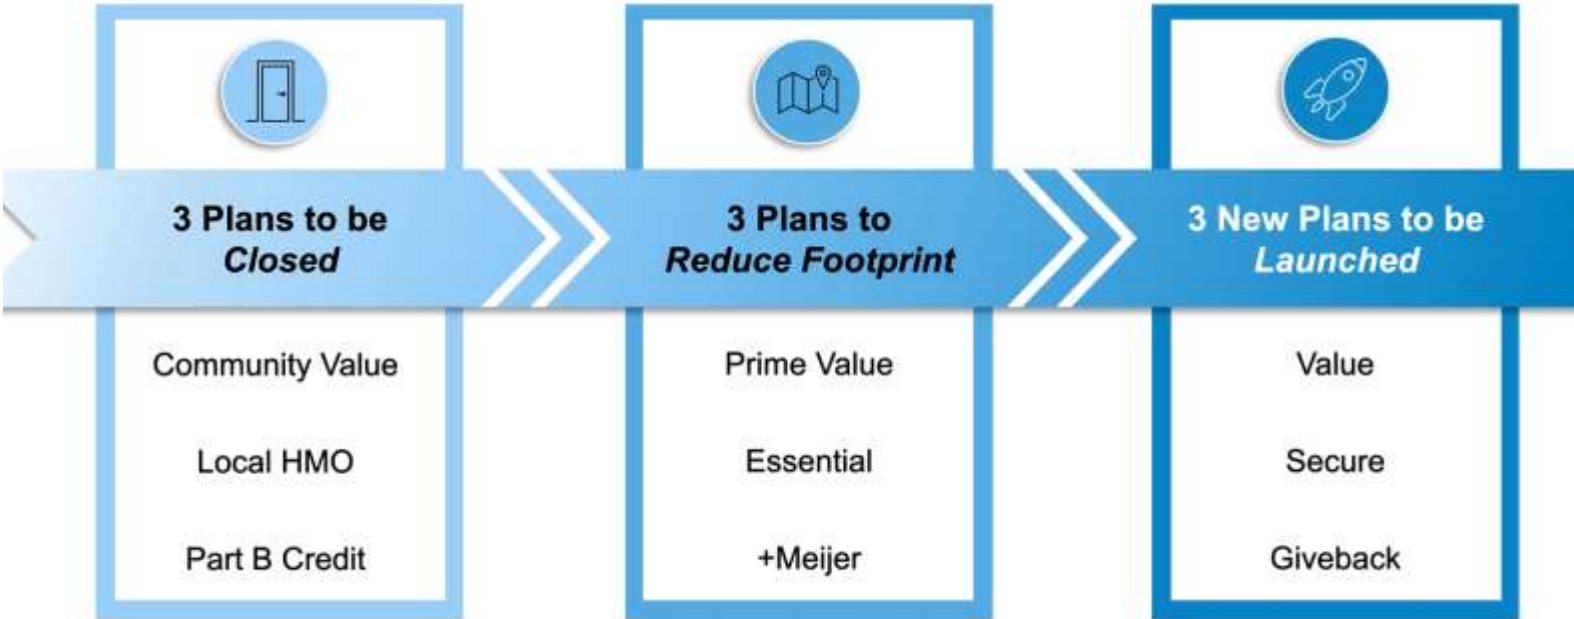 3 Plans to be
Closed
Community Value
Local HMO
Part B Credit
3 Plans to
Reduce Footprint
Prime Value
Essential
+Meijer
3 New Plans to be
Launched
Value
Secure
Giveback